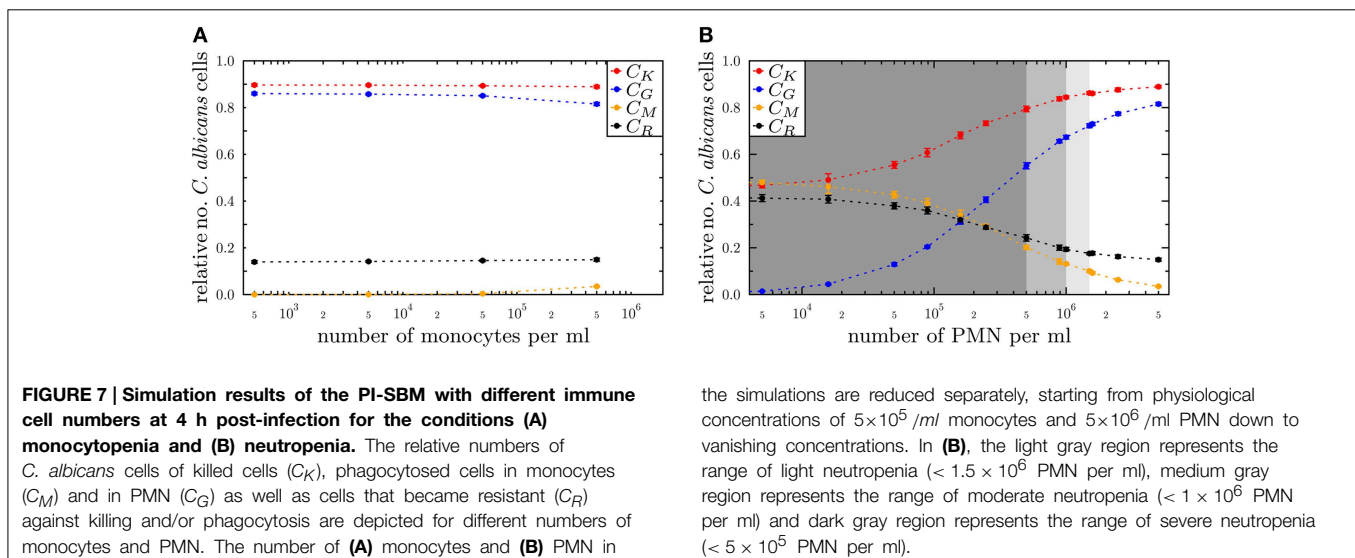 A
relative no. C. albicans cells
1.0
0.8
0.6
0.4
0.2
0.0
C_K
C_G
C_M
C_R
5 10^3 2 5 10^4 2 5 10^5 2 5 10^6
number of monocytes per ml
B
relative no. C. albicans cells
1.0
0.8
0.6
0.4
0.2
0.0
C_K
C_G
C_M
C_R
5 10^4 2 5 10^5 2 5 10^6 2 5
number of PMN per ml
FIGURE 7 | Simulation results of the PI-SBM with different immune
cell numbers at 4 h post-infection for the conditions (A)
monocytopenia and (B) neutropenia. The relative numbers of
C. albicans cells of killed cells (C_K), phagocytosed cells in monocytes
(C_M) and in PMN (C_G) as well as cells that became resistant (C_R)
against killing and/or phagocytosis are depicted for different numbers of
monocytes and PMN. The number of (A) monocytes and (B) PMN in
the simulations are reduced separately, starting from physiological
concentrations of 5×10^5 /ml monocytes and 5×10^6 /ml PMN down to
vanishing concentrations. In (B), the light gray region represents the
range of light neutropenia (< 1.5 × 10^6 PMN per ml), medium gray
region represents the range of moderate neutropenia (< 1 × 10^6 PMN
per ml) and dark gray region represents the range of severe neutropenia
(< 5 × 10^5 PMN per ml).